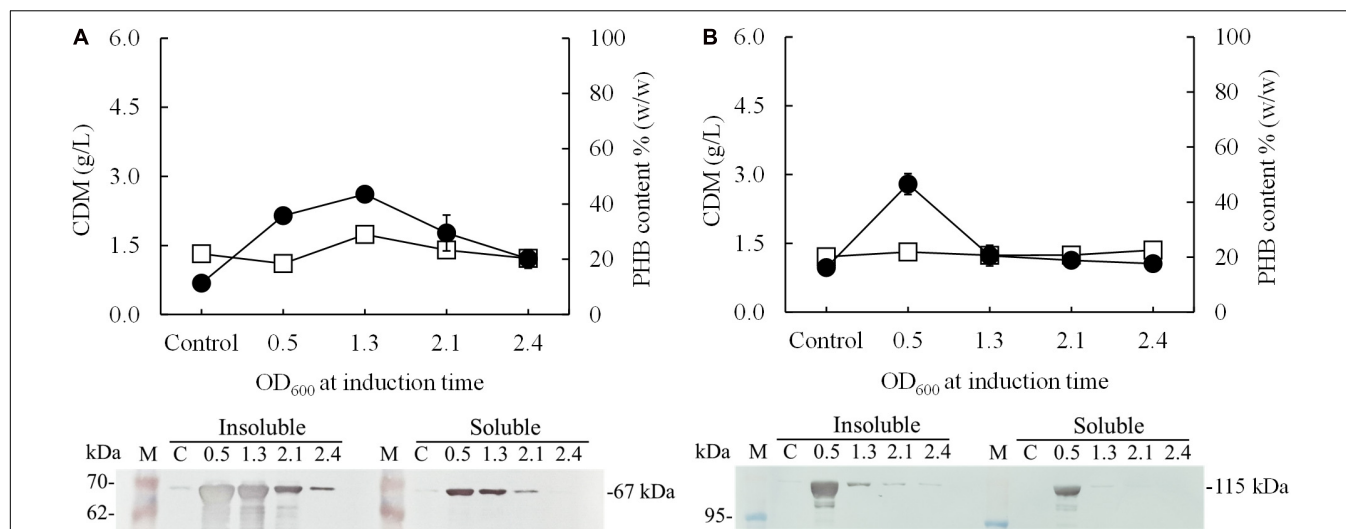 A
CDM (g/L)
6.0
4.5
3.0
1.5
0.0
100
80
60
40
20
0
PHB content % (w/w)
Control 0.5 1.3 2.1 2.4
OD600 at induction time
Insoluble Soluble
kDa M C 0.5 1.3 2.1 2.4 M C 0.5 1.3 2.1 2.4
70-
62-
-67 kDa
B
CDM (g/L)
6.0
4.5
3.0
1.5
0.0
100
80
60
40
20
0
PHB content % (w/w)
Control 0.5 1.3 2.1 2.4
OD600 at induction time
Insoluble Soluble
kDa M C 0.5 1.3 2.1 2.4 M C 0.5 1.3 2.1 2.4
95-
-115 kDa